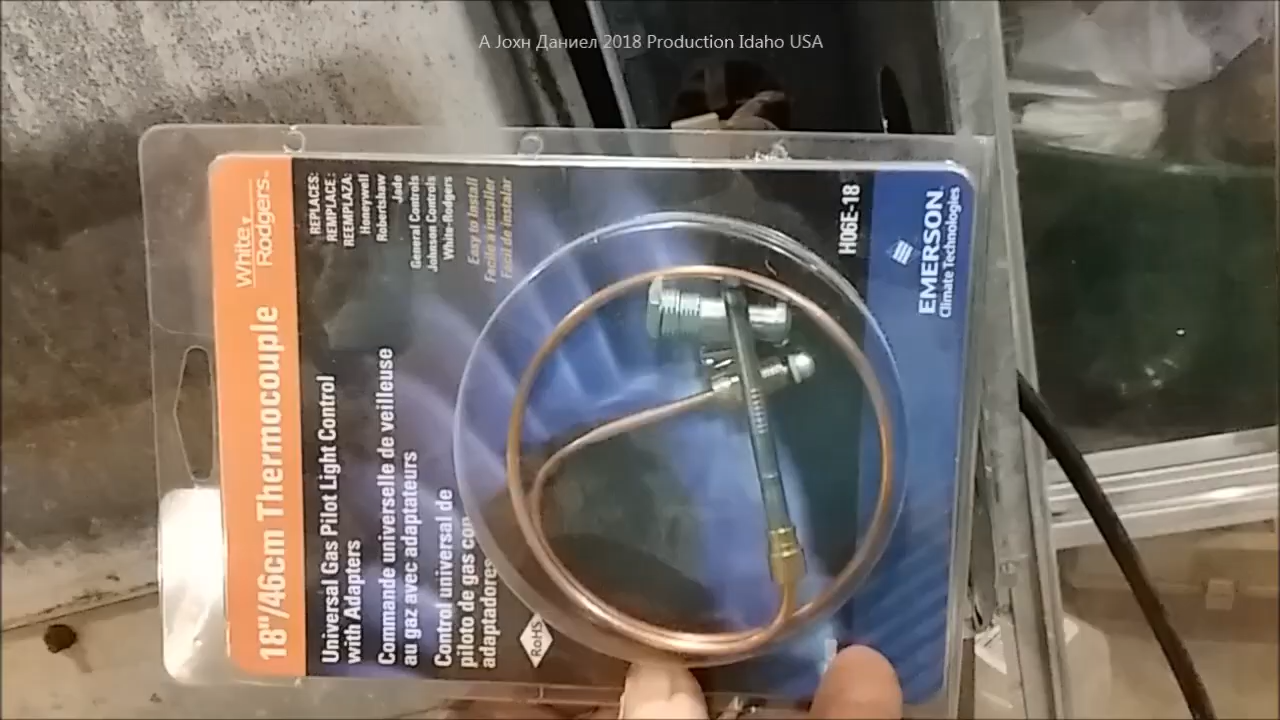 А Јохн Даниел 2018 Production Idaho USA
18"/46cm Thermocouple
White
Rodgers
Universal Gas Pilot Light Control
with Adapters
Commande universelle de veilleuse
au gaz avec adaptateurs
Control universal de
piloto de gas con
adaptadores
REPLACES:
REMPLACE:
REEMPLAZA:
Honeywell
Robertshaw
Jade
General Controls
Johnson Controls
White-Rodgers
Easy to Install
Facile à installer
Fácil de instalar
RoHS
H06E-18
EMERSON
Climate Technologies